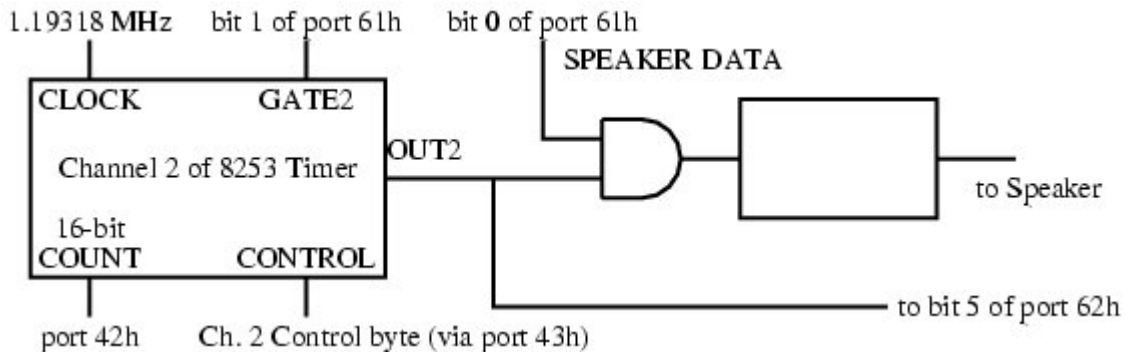 1.19318 MHz bit 1 of port 61h bit 0 of port 61h
SPEAKER DATA
CLOCK GATE2
OUT2
Channel 2 of 8253 Timer
to Speaker
16-bit
COUNT CONTROL
to bit 5 of port 62h
port 42h Ch. 2 Control byte (via port 43h)